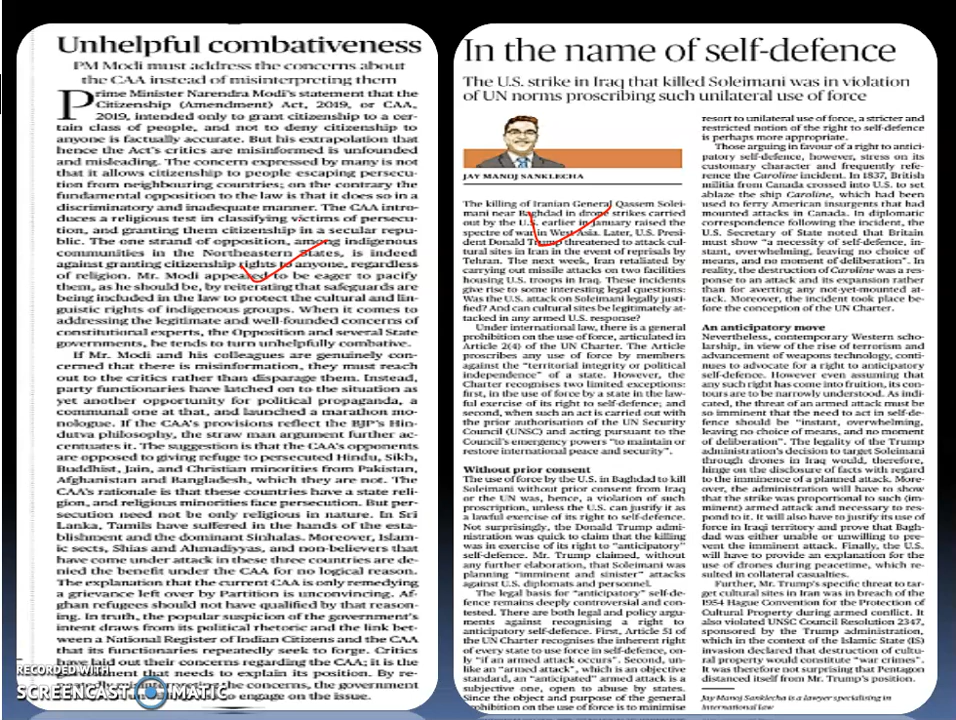 Unhelpful combativeness
PM Modi must address the concerns about
the CAA instead of misinterpreting them
Prime Minister Narendra Modi's statement that the
Citizenship (Amendment) Act, 2019, or CAA,
2019, intended only to grant citizenship to a cer-
tain class of people, and not to deny citizenship to
anyone is factually accurate. But his extrapolation that
hence the Act's critics are misinformed is unfounded
and misleading. The concern expressed by many is not
that it allows citizenship to people escaping persecu-
tion from neighbouring countries; on the contrary the
fundamental opposition to the law is that it does so in a
discriminatory and inadequate manner. The CAA intro-
duces a religious test in classifying victims of persecu-
tion, and granting them citizenship in a secular repu-
blic. The one strand of opposition, among indigenous
communities in the Northeastern States, is indeed
against granting citizenship rights to anyone, regardless
of religion. Mr. Modi appeared to be eager to pacify
them, as he should be, by reiterating that safeguards are
being included in the law to protect the cultural and lin-
guistic rights of indigenous groups. When it comes to
addressing the legitimate and well-founded concerns of
constitutional experts, the Opposition and several State
governments, he tends to turn unhelpfully combative.
If Mr. Modi and his colleagues are genuinely con-
cerned that there is misinformation, they must reach
out to the critics rather than disparage them. Instead,
party functionaries have latched on to the situation as
yet another opportunity for political propaganda, a
communal one at that, and launched a marathon mo-
nologue. If the CAA's provisions reflect the BJP's Hin-
dutva philosophy, the straw man argument further ac-
centuates it. The suggestion is that the CAA's opponents
are opposed to giving refuge to persecuted Hindu, Sikh,
Buddhist, Jain, and Christian minorities from Pakistan,
Afghanistan and Bangladesh, which they are not. The
CAA's rationale is that these countries have a state reli-
gion, and religious minorities face persecution. But per-
secution need not be only religious in nature. In Sri
Lanka, Tamils have suffered in the hands of the esta-
blishment and the dominant Sinhalas. Moreover, Islam-
ic sects, Shias and Ahmadiyyas, and non-believers that
have come under attack in these three countries are de-
nied the benefit under the CAA for no logical reason.
The explanation that the current CAA is only remedying
a grievance left over by Partition is unconvincing. Af-
ghan refugees should not have qualified by that reason-
ing. In truth, the popular suspicion of the government's
intent draws from its political rhetoric and the link bet-
ween a National Register of Indian Citizens and the CAA
that its functionaries repeatedly seek to forge. Critics
have laid out their concerns regarding the CAA; it is the
that needs to explain its position. By re-
the concerns, the government
to engage on the issue.
RECORDED WITH
SCREENCAST MATIC
In the name of self-defence
The U.S. strike in Iraq that killed Soleimani was in violation
of UN norms proscribing such unilateral use of force
JAY MANOJ SANKLECHA
The killing of Iranian General Qassem Solei-
mani near Baghdad in drone strikes carried
out by the U.S. earlier in January raised the
spectre of war in West Asia. Later, U.S. Presi-
dent Donald Trump threatened to attack cul-
tural sites in Iran in the event of reprisals by
Tehran. The next week, Iran retaliated by
carrying out missile attacks on two facilities
housing U.S. troops in Iraq. These incidents
give rise to some interesting legal questions:
Was the U.S. attack on Soleimani legally justi-
fied? And can cultural sites be legitimately at-
tacked in any armed U.S. response?
Under international law, there is a general
prohibition on the use of force, articulated in
Article 2(4) of the UN Charter. The Article
proscribes any use of force by members
against the "territorial integrity or political
independence" of a state. However, the
Charter recognises two limited exceptions:
first, in the use of force by a state in the law-
ful exercise of its right to self-defence; and
second, when such an act is carried out with
the prior authorisation of the UN Security
Council (UNSC) and acting pursuant to the
Council's emergency powers "to maintain or
restore international peace and security".
Without prior consent
The use of force by the U.S. in Baghdad to kill
Soleimani without prior consent from Iraq
or the UN was, hence, a violation of such
proscription, unless the U.S. can justify it as
a lawful exercise of its right to self-defence.
Not surprisingly, the Donald Trump admi-
nistration was quick to claim that the killing
was in exercise of its right to "anticipatory"
self-defence. Mr. Trump claimed, without
any further elaboration, that Soleimani was
planning "imminent and sinister" attacks
against U.S. diplomats and personnel.
The legal basis for "anticipatory" self-de-
fence remains deeply controversial and con-
tested. There are both legal and policy argu-
ments against recognising a right to
anticipatory self-defence. First, Article 51 of
the UN Charter recognises the inherent right
of every state to use force in self-defence, on-
ly "if an armed attack occurs". Second, un-
like an "armed attack", which is an objective
standard, an "anticipated" armed attack is a
subjective one, open to abuse by states.
Since the object and purpose of the general
prohibition on the use of force is to minimise
resort to unilateral use of force, a stricter and
restricted notion of the right to self-defence
is perhaps more appropriate.
Those arguing in favour of a right to antici-
patory self-defence, however, stress on its
customary character and frequently refe-
rence the Caroline incident. In 1837, British
militia from Canada crossed into U.S. to set
ablaze the ship Caroline, which had been
used to ferry American insurgents that had
mounted attacks in Canada. In diplomatic
correspondence following the incident, the
U.S. Secretary of State noted that Britain
must show "a necessity of self-defence, in-
stant, overwhelming, leaving no choice of
means, and no moment of deliberation". In
reality, the destruction of Caroline was a res-
ponse to an attack and its expansion rather
than for averting any not-yet-mounted at-
tack. Moreover, the incident took place be-
fore the conception of the UN Charter.
An anticipatory move
Nevertheless, contemporary Western scho-
larship, in view of the rise of terrorism and
advancement of weapons technology, conti-
nues to advocate for a right to anticipatory
self-defence. However even assuming that
any such right has come into fruition, its con-
tours are to be narrowly understood. As indi-
cated, the threat of an armed attack must be
so imminent that the need to act in self-de-
fence should be "instant, overwhelming,
leaving no choice of means, and no moment
of deliberation". The legality of the Trump
administration's decision to target Soleimani
through drones in Iraq would, therefore,
hinge on the disclosure of facts with regard
to the imminence of a planned attack. More-
over, the administration will have to show
that the strike was proportional to such (im-
minent) armed attack and necessary to res-
pond to it. It will also have to justify its use of
force in Iraqi territory and prove that Bagh-
dad was either unable or unwilling to pre-
vent the imminent attack. Finally, the U.S.
will have to provide an explanation for the
use of drones during peacetime, which re-
sulted in collateral casualties.
Further, Mr. Trump's specific threat to tar-
get cultural sites in Iran was in breach of the
1954 Hague Convention for the Protection of
Cultural Property during armed conflict. It
also violated UNSC Resolution 2347,
sponsored by the Trump administration,
which in the context of the Islamic State (IS)
invasion declared that destruction of cultu-
ral property would constitute "war crimes".
It was therefore not surprising that Pentagon
distanced itself from Mr. Trump's position.
Jay Manoj Sanklecha is a lawyer specialising in
international law